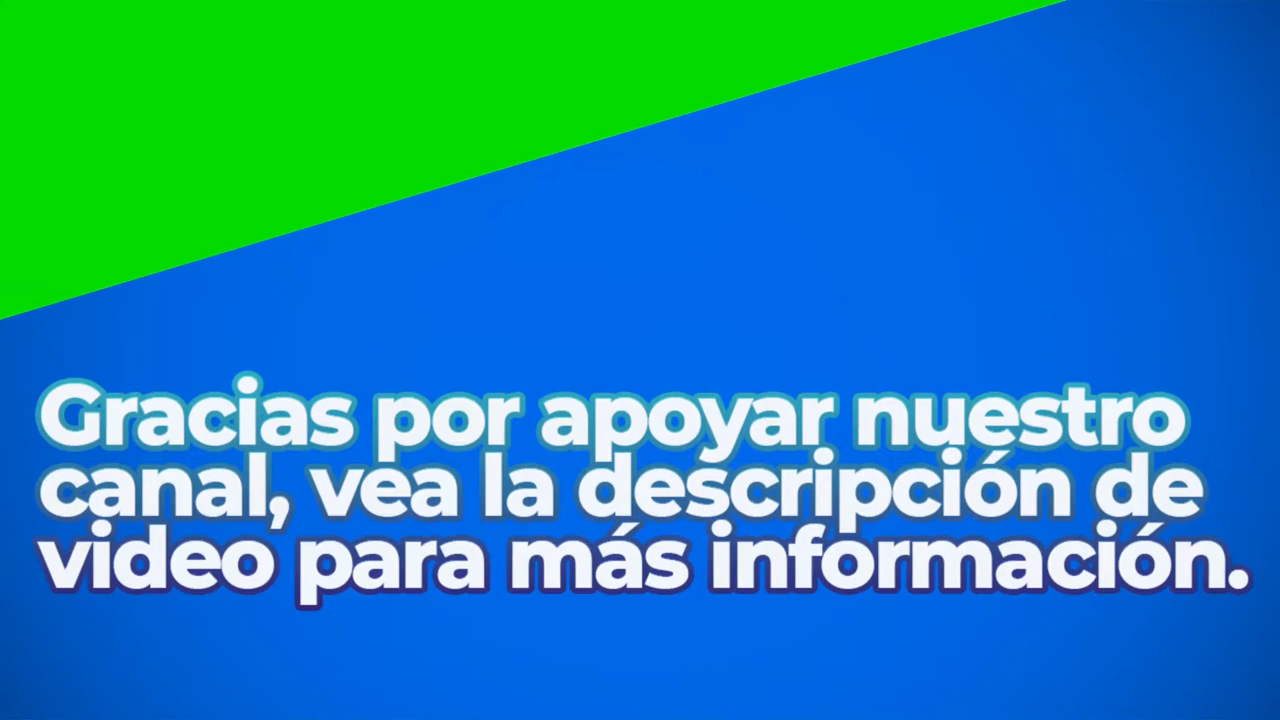 Gracias por apoyar nuestro
canal, vea la descripción de
video para más información.